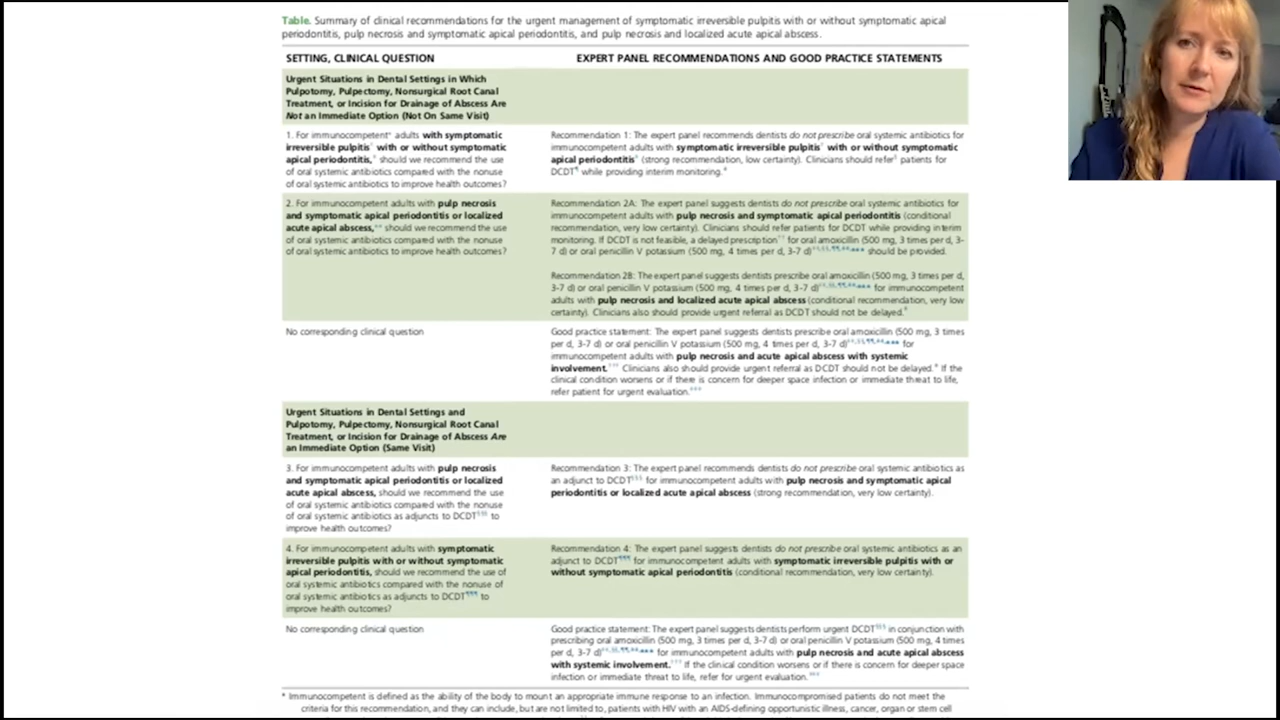 Table. Summary of clinical recommendations for the urgent management of symptomatic irreversible pulpitis with or without symptomatic apical
periodontitis, pulp necrosis and symptomatic apical periodontitis, and pulp necrosis and localized acute apical abscess.
SETTING, CLINICAL QUESTION
EXPERT PANEL RECOMMENDATIONS AND GOOD PRACTICE STATEMENTS
Urgent Situations in Dental Settings in Which
Pulpotomy, Pulpectomy, Nonsurgical Root Canal
Treatment, or Incision for Drainage of Abscess Are
Not an Immediate Option (Not On Same Visit)
1. For immunocompetent* adults with symptomatic
irreversible pulpitis† with or without symptomatic
apical periodontitis,‡ should we recommend the use
of oral systemic antibiotics compared with the nonuse
of oral systemic antibiotics to improve health outcomes?
Recommendation 1: The expert panel recommends dentists do not prescribe oral systemic antibiotics for
immunocompetent adults with symptomatic irreversible pulpitis with or without symptomatic
apical periodontitis (strong recommendation, low certainty). Clinicians should refer patients for
DCDT¶ while providing interim monitoring.#
2. For immunocompetent adults with pulp necrosis
and symptomatic apical periodontitis or localized
acute apical abscess,** should we recommend the use
of oral systemic antibiotics compared with the nonuse
of oral systemic antibiotics to improve health outcomes?
Recommendation 2A: The expert panel suggests dentists do not prescribe oral systemic antibiotics for
immunocompetent adults with pulp necrosis and symptomatic apical periodontitis (conditional
recommendation, very low certainty). Clinicians should refer patients for DCDT while providing interim
monitoring. If DCDT is not feasible, a delayed prescription†† for oral amoxicillin (500 mg, 3 times per d, 3-
7 d) or oral penicillin V potassium (500 mg, 4 times per d, 3-7 d) should be provided.
Recommendation 2B: The expert panel suggests dentists prescribe oral amoxicillin (500 mg, 3 times per d,
3-7 d) or oral penicillin V potassium (500 mg, 4 times per d, 3-7 d) for immunocompetent
adults with pulp necrosis and localized acute apical abscess (conditional recommendation, very low
certainty). Clinicians also should provide urgent referral as DCDT should not be delayed.#
No corresponding clinical question
Good practice statement: The expert panel suggests dentists prescribe oral amoxicillin (500 mg, 3 times
per d, 3-7 d) or oral penicillin V potassium (500 mg, 4 times per d, 3-7 d) for
immunocompetent adults with pulp necrosis and acute apical abscess with systemic
involvement.††† Clinicians also should provide urgent referral as DCDT should not be delayed.# If the
clinical condition worsens or if there is concern for deeper space infection or immediate threat to life,
refer patient for urgent evaluation.‡‡‡
Urgent Situations in Dental Settings and
Pulpotomy, Pulpectomy, Nonsurgical Root Canal
Treatment, or Incision for Drainage of Abscess Are
an Immediate Option (Same Visit)
3. For immunocompetent adults with pulp necrosis
and symptomatic apical periodontitis or localized
acute apical abscess, should we recommend the use
of oral systemic antibiotics compared with the nonuse
of oral systemic antibiotics as adjuncts to DCDT§§§ to
improve health outcomes?
Recommendation 3: The expert panel recommends dentists do not prescribe oral systemic antibiotics as
an adjunct to DCDT§§§ for immunocompetent adults with pulp necrosis and symptomatic apical
periodontitis or localized acute apical abscess (strong recommendation, very low certainty).
4. For immunocompetent adults with symptomatic
irreversible pulpitis with or without symptomatic
apical periodontitis, should we recommend the use of
oral systemic antibiotics compared with the nonuse of
oral systemic antibiotics as adjuncts to DCDT¶¶¶ to
improve health outcomes?
Recommendation 4: The expert panel suggests dentists do not prescribe oral systemic antibiotics as an
adjunct to DCDT¶¶¶ for immunocompetent adults with symptomatic irreversible pulpitis with or
without symptomatic apical periodontitis (conditional recommendation, very low certainty).
No corresponding clinical question
Good practice statement: The expert panel suggests dentists perform urgent DCDT§§§ in conjunction with
prescribing oral amoxicillin (500 mg, 3 times per d, 3-7 d) or oral penicillin V potassium (500 mg, 4 times
per d, 3-7 d) for immunocompetent adults with pulp necrosis and acute apical abscess
with systemic involvement.††† If the clinical condition worsens or if there is concern for deeper space
infection or immediate threat to life, refer for urgent evaluation.‡‡‡
* Immunocompetent is defined as the ability of the body to mount an appropriate immune response to an infection. Immunocompromised patients do not meet the
criteria for this recommendation, and they can include, but are not limited to, patients with HIV with an AIDS-defining opportunistic illness, cancer, organ or stem cell